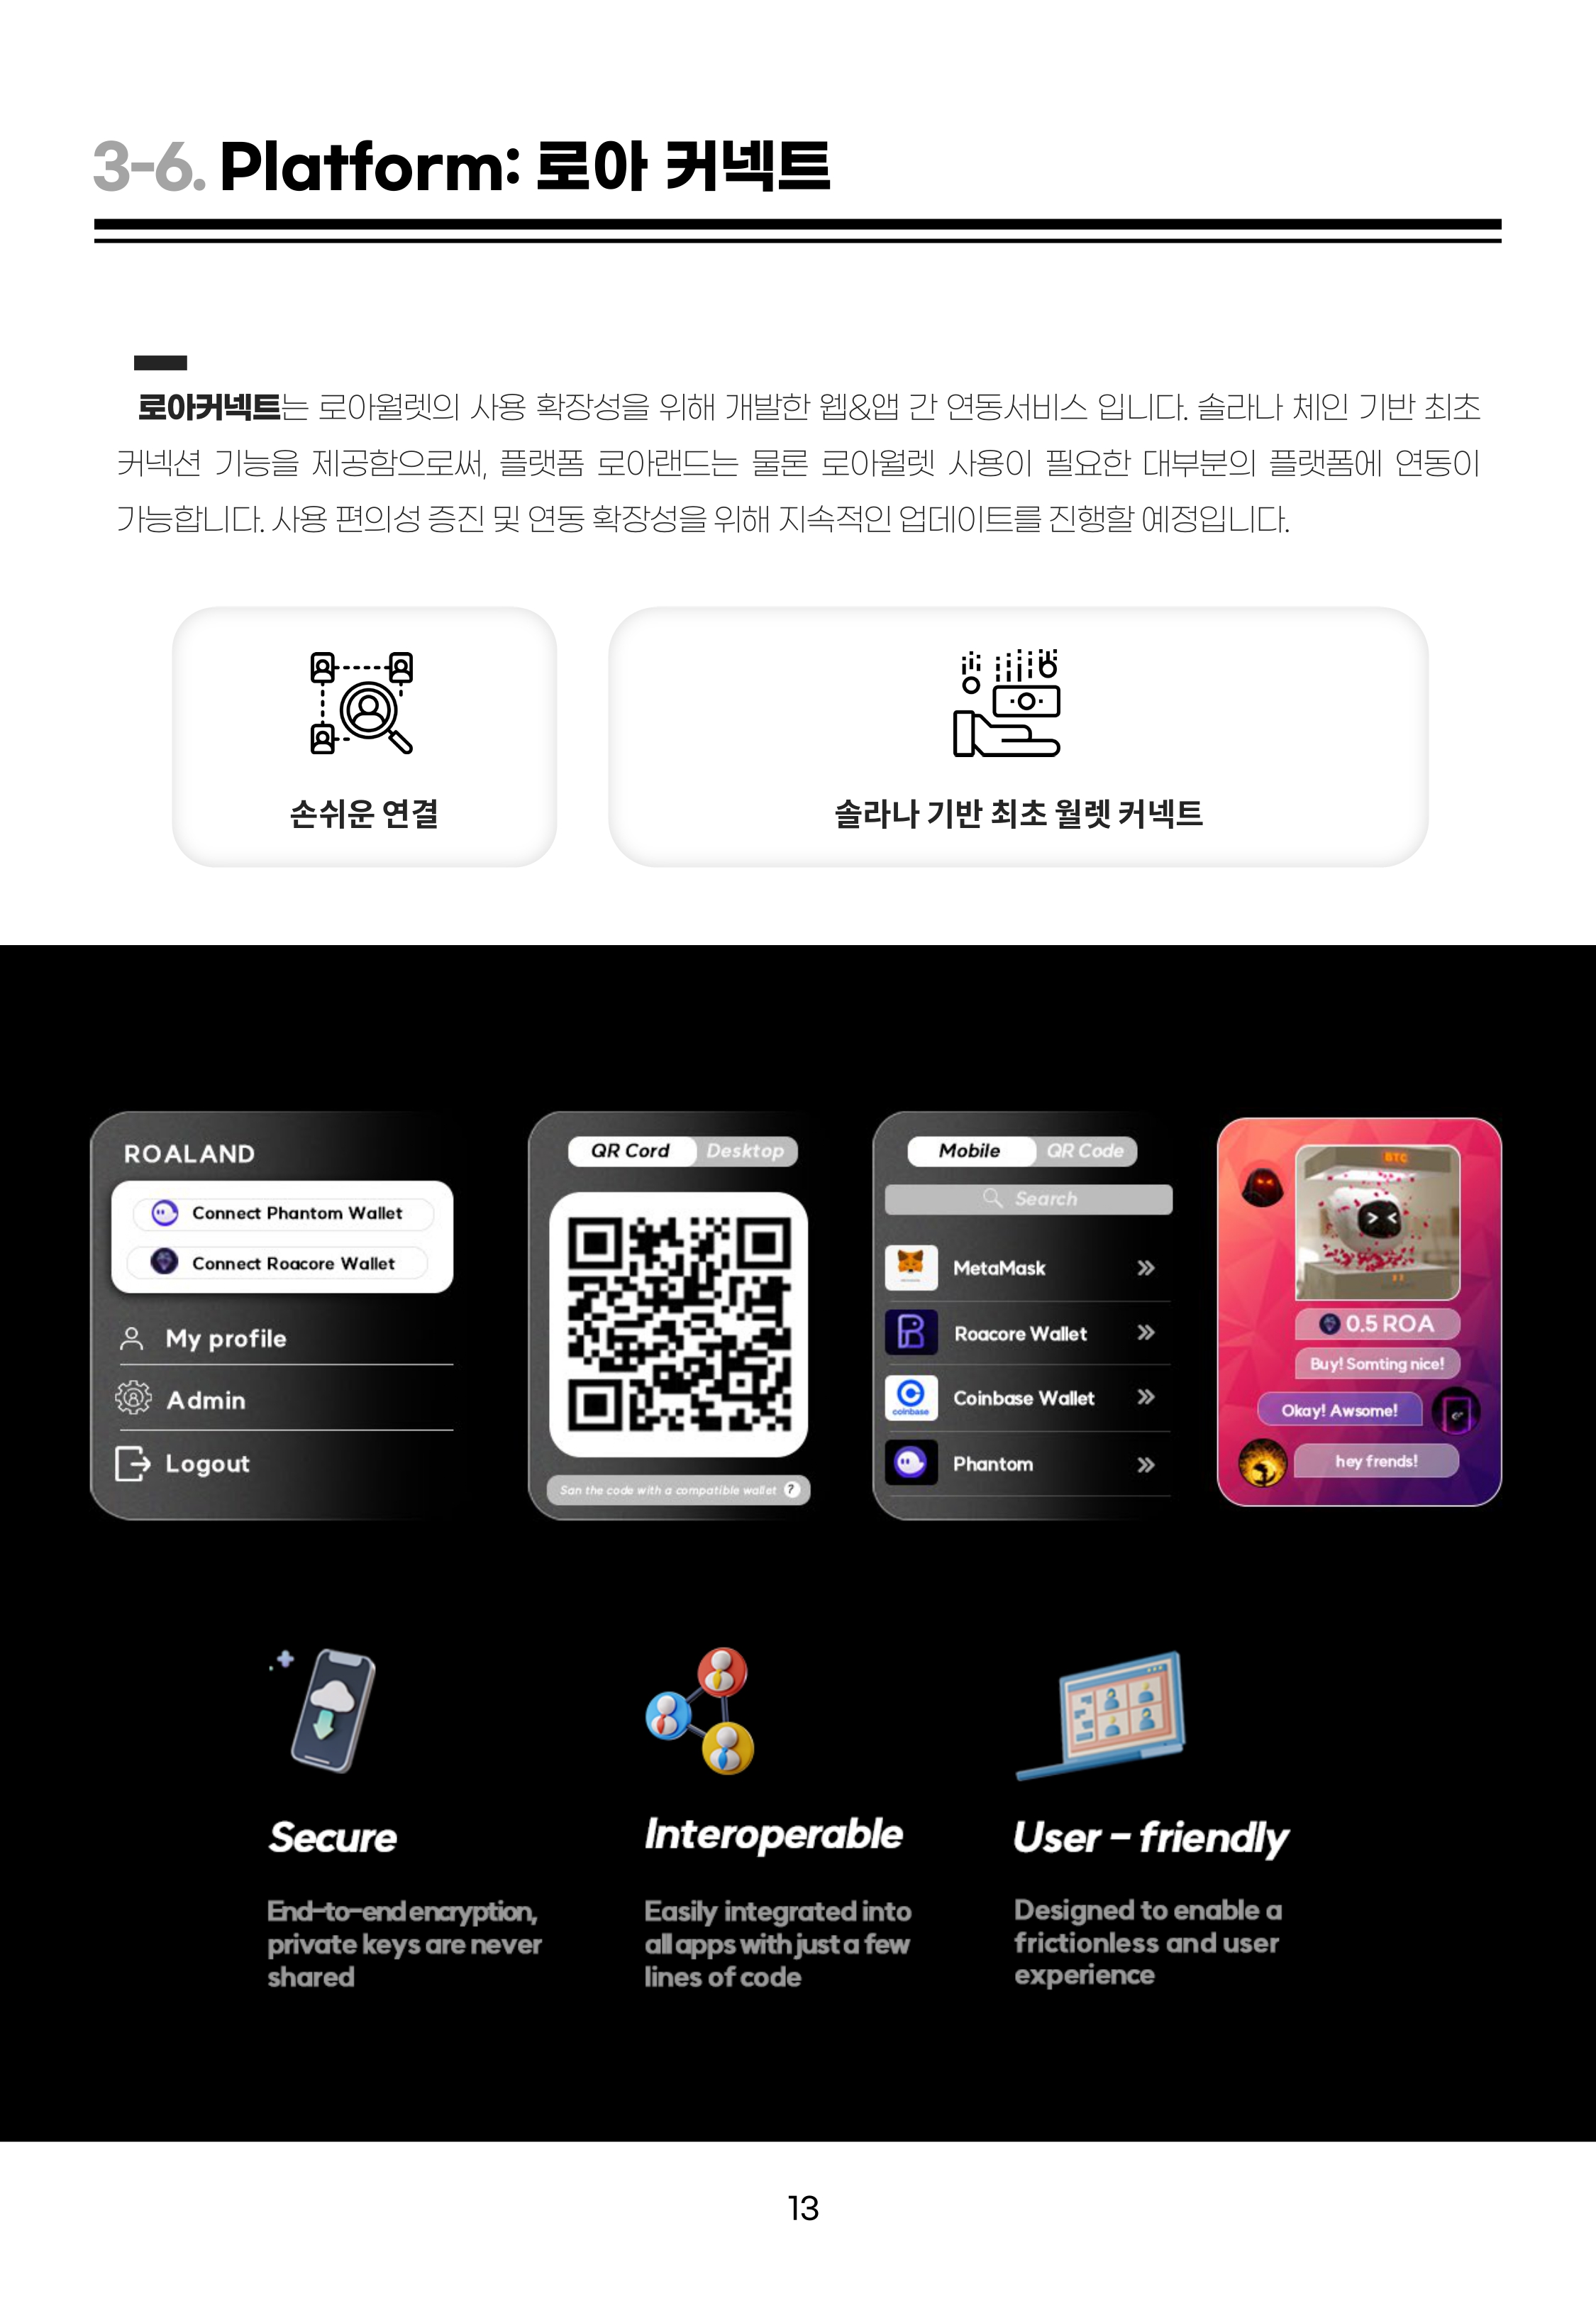 3-6. Platform: 로아 커넥트
로아커넥트는 로아월렛의 사용 확장성을 위해 개발한 웹&앱 간 연동서비스 입니다. 솔라나 체인 기반 최초
커넥션 기능을 제공함으로써, 플랫폼 로아랜드는 물론 로아월렛 사용이 필요한 대부분의 플랫폼에 연동이
가능합니다. 사용 편의성 증진 및 연동 확장성을 위해 지속적인 업데이트를 진행할 예정입니다.
손쉬운 연결
솔라나 기반 최초 월렛 커넥트
ROALAND
Connect Phantom Wallet
Connect Roacore Wallet
My profile
Admin
Logout
QR Cord Desktop
San the code with a compatible wallet ?
Mobile QR Code
Search
MetaMask
Roacore Wallet
coinbase
Coinbase Wallet
Phantom
BTC
0.5 ROA
Buy! Somting nice!
Okay! Awsome!
hey frends!
Secure
End-to-end encryption,
private keys are never
shared
Interoperable
Easily integrated into
all apps with just a few
lines of code
User - friendly
Designed to enable a
frictionless and user
experience
13